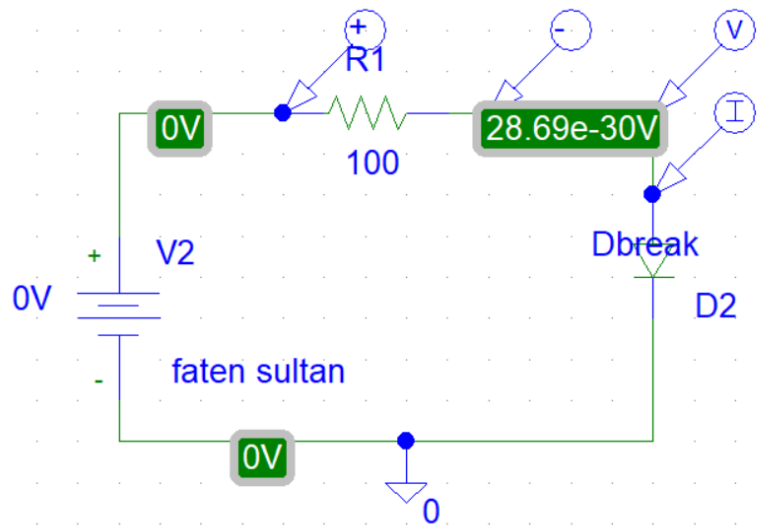 +
-
V
R1
I
0V
28.69e-30V
100
Dbreak
+
V2
0V
D2
faten sultan
-
0V
0